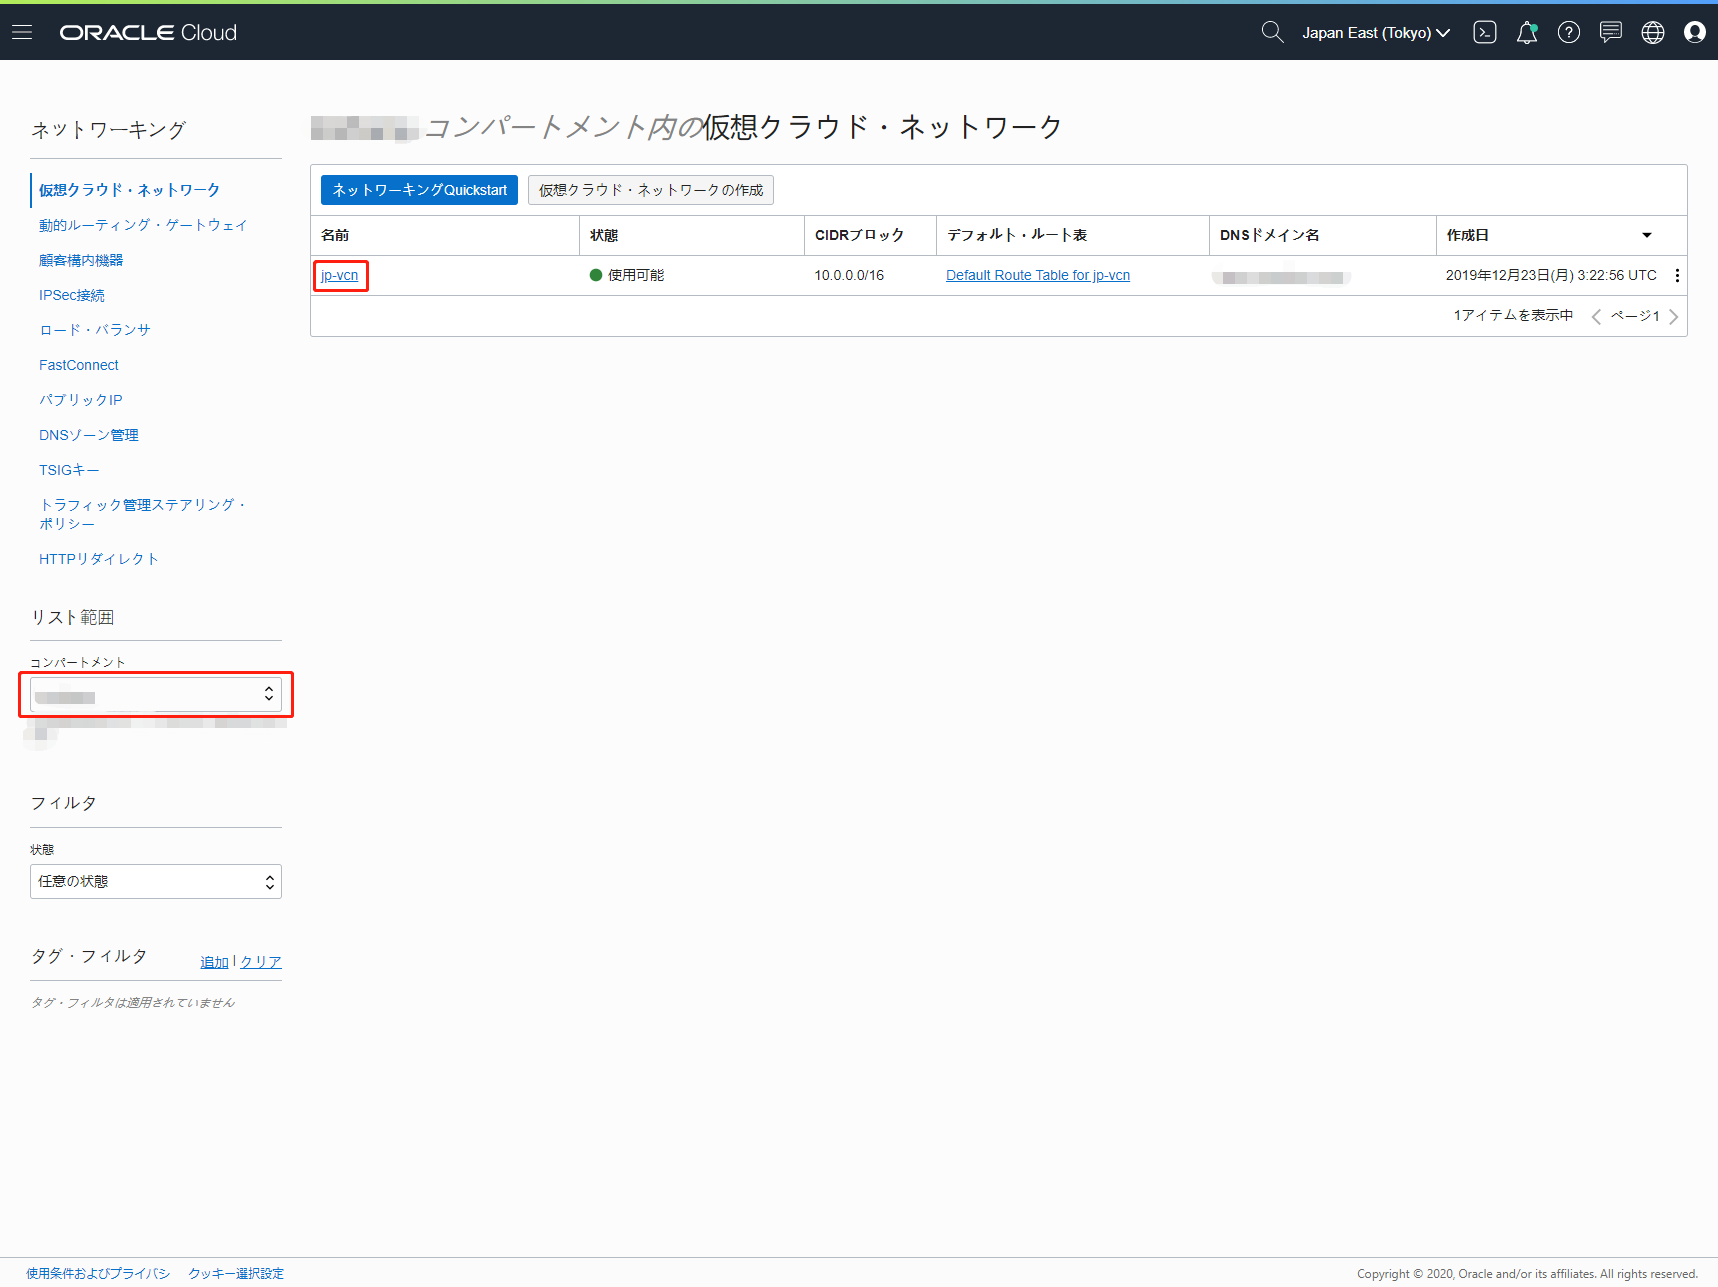 ORACLE Cloud
Japan East (Tokyo)
ネットワーキング
仮想クラウド・ネットワーク
動的ルーティング・ゲートウェイ
顧客構内機器
IPSec接続
ロード・バランサ
FastConnect
パブリックIP
DNSゾーン管理
TSIGキー
トラフィック管理ステアリング・
ポリシー
HTTPリダイレクト
リスト範囲
コンパートメント
フィルタ
状態
任意の状態
タグ・フィルタ 追加 | クリア
タグ・フィルタは適用されていません
コンパートメント内の仮想クラウド・ネットワーク
ネットワーキングQuickstart 仮想クラウド・ネットワークの作成
名前 状態 CIDRブロック デフォルト・ルート表 DNSドメイン名 作成日
jp-vcn 使用可能 10.0.0.0/16 Default Route Table for jp-vcn 2019年12月23日(月) 3:22:56 UTC
1アイテムを表示中 ページ1
使用条件およびプライバシ クッキー選択設定
Copyright © 2020, Oracle and/or its affiliates. All rights reserved.